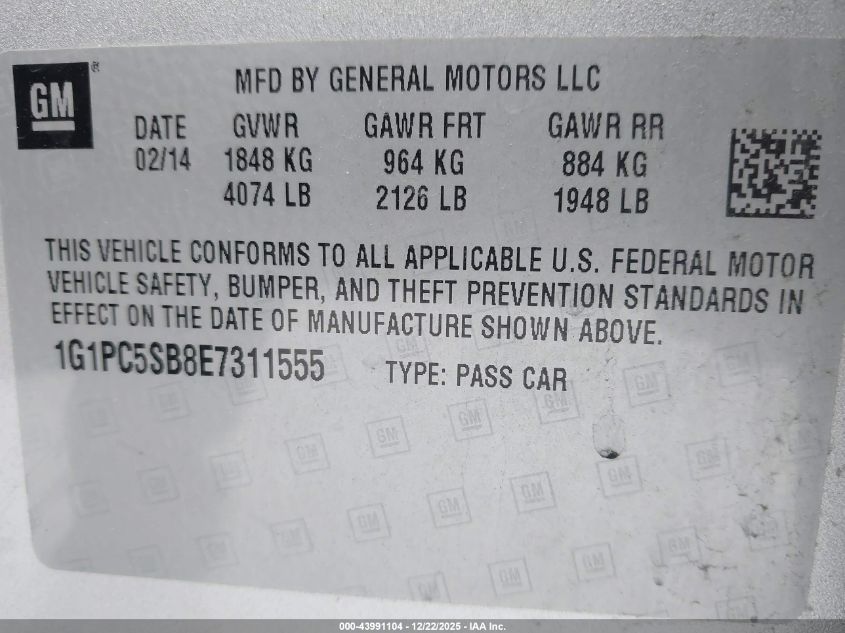 GM
MFD BY GENERAL MOTORS LLC
DATE GVWR GAWR FRT GAWR RR
02/14 1848 KG 964 KG 884 KG
4074 LB 2126 LB 1948 LB
THIS VEHICLE CONFORMS TO ALL APPLICABLE U.S. FEDERAL MOTOR
VEHICLE SAFETY, BUMPER, AND THEFT PREVENTION STANDARDS IN
EFFECT ON THE DATE OF MANUFACTURE SHOWN ABOVE.
1G1PC5SB8E7311555 TYPE: PASS CAR
000-43991104 - 12/22/2025 - IAA Inc.